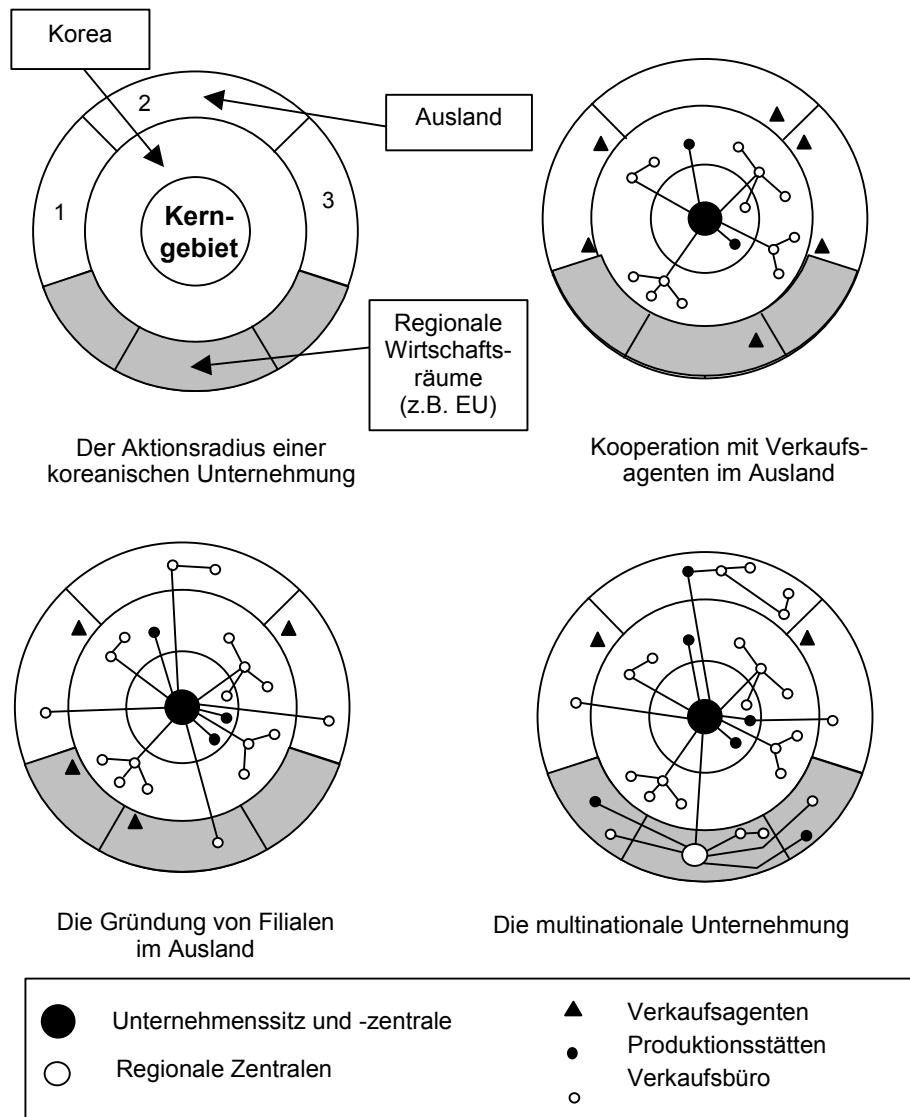 Korea
2
Ausland
1
3
Kern-
gebiet
Regionale
Wirtschafts-
räume
(z.B. EU)
Der Aktionsradius einer
koreanischen Unternehmung
Kooperation mit Verkaufs-
agenten im Ausland
Die Gründung von Filialen
im Ausland
Die multinationale Unternehmung
Unternehmenssitz und -zentrale
Regionale Zentralen
Verkaufsagenten
Produktionsstätten
Verkaufsbüro